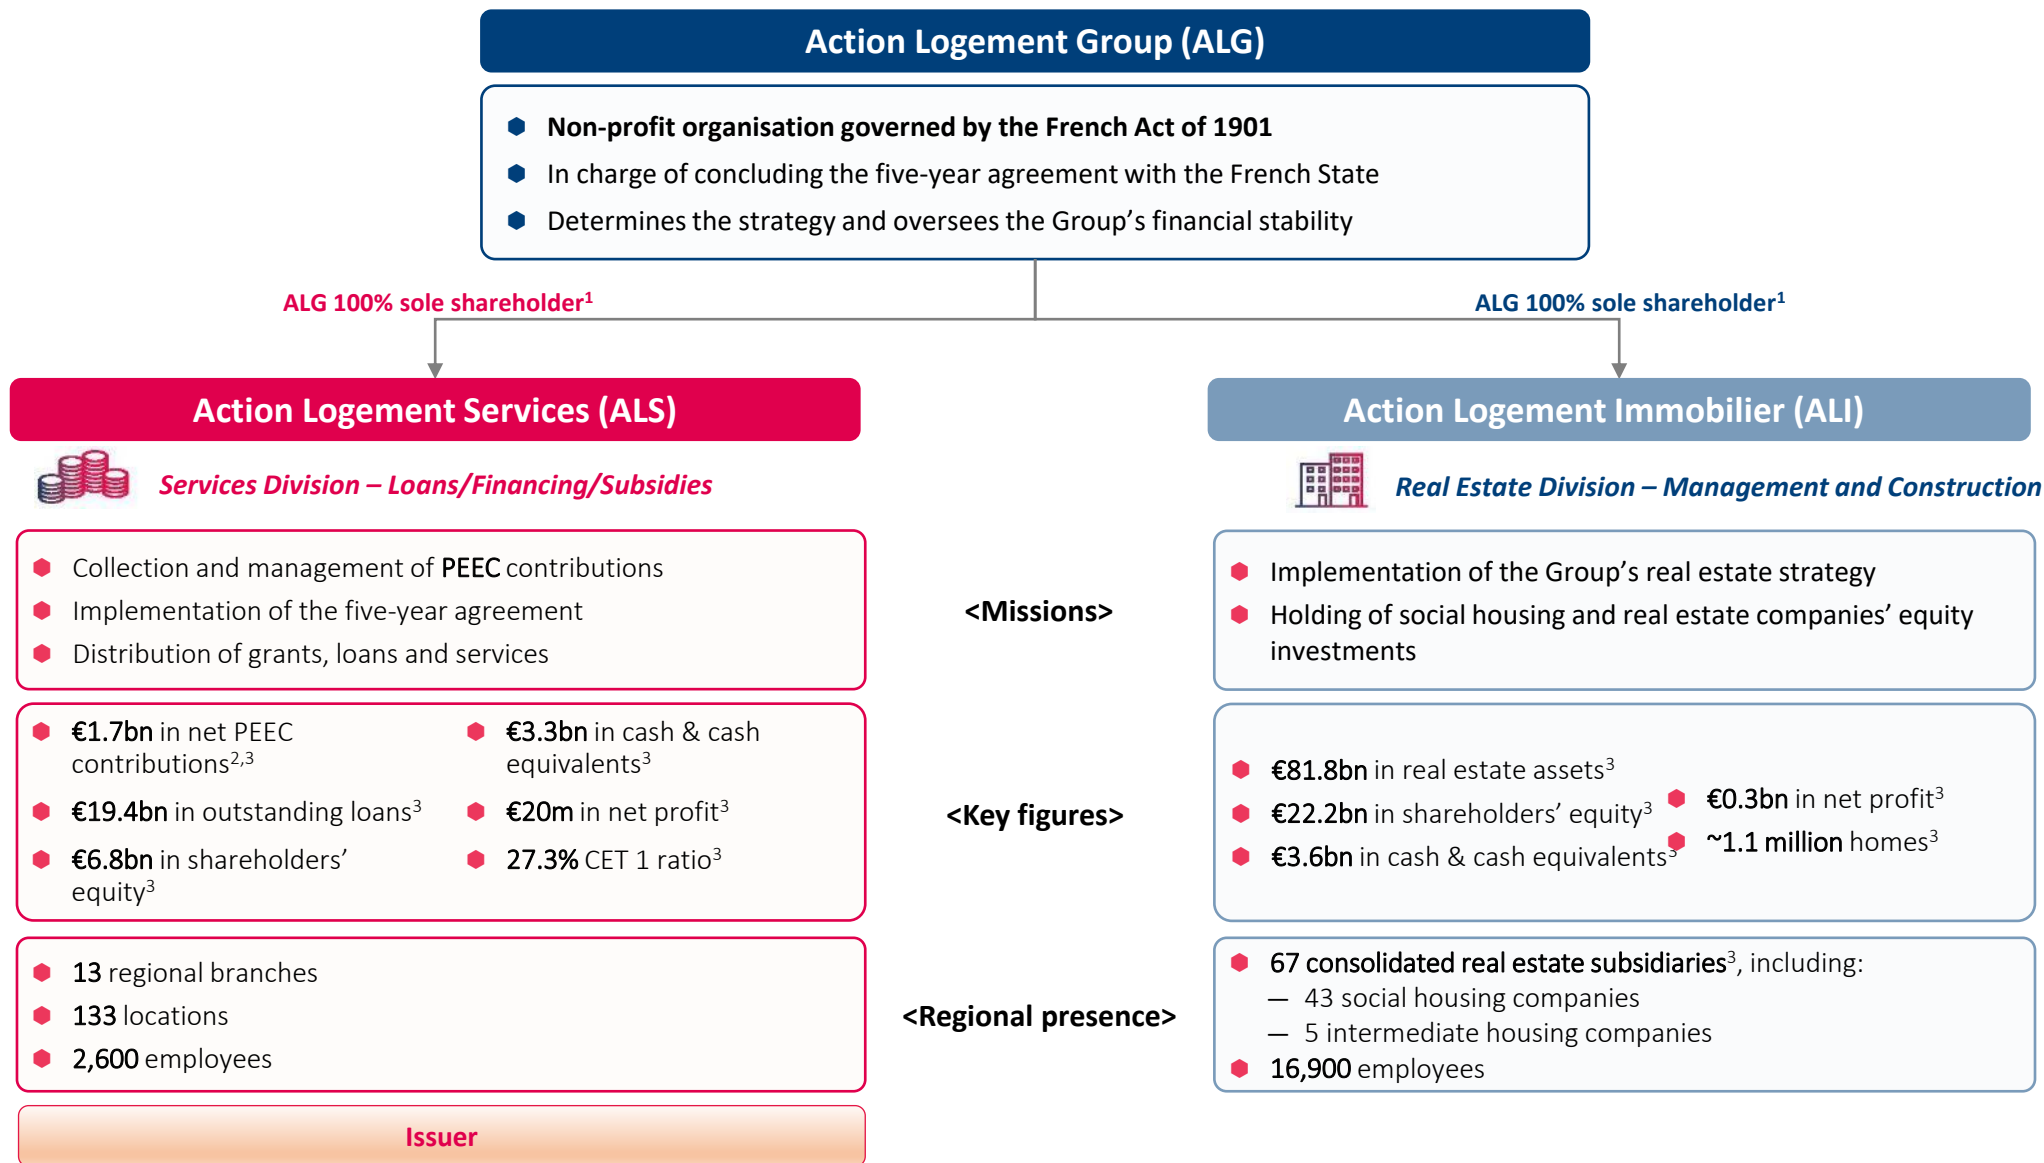 Action Logement Group (ALG)
Non-profit organisation governed by the French Act of 1901
In charge of concluding the five-year agreement with the French State
Determines the strategy and oversees the Group’s financial stability
ALG 100% sole shareholder1
ALG 100% sole shareholder1
Action Logement Services (ALS)
Services Division – Loans/Financing/Subsidies
Action Logement Immobilier (ALI)
Real Estate Division – Management and Construction
Collection and management of PEEC contributions
Implementation of the five-year agreement
Distribution of grants, loans and services
<Missions>
Implementation of the Group’s real estate strategy
Holding of social housing and real estate companies’ equity
investments
€1.7bn in net PEEC
contributions2,3
€19.4bn in outstanding loans3
€6.8bn in shareholders’
equity3
€3.3bn in cash & cash
equivalents3
€20m in net profit3
27.3% CET 1 ratio3
<Key figures>
€81.8bn in real estate assets3
€22.2bn in shareholders’ equity3
€3.6bn in cash & cash equivalents3
€0.3bn in net profit3
~1.1 million homes3
13 regional branches
133 locations
2,600 employees
<Regional presence>
67 consolidated real estate subsidiaries3, including:
— 43 social housing companies
— 5 intermediate housing companies
16,900 employees
Issuer